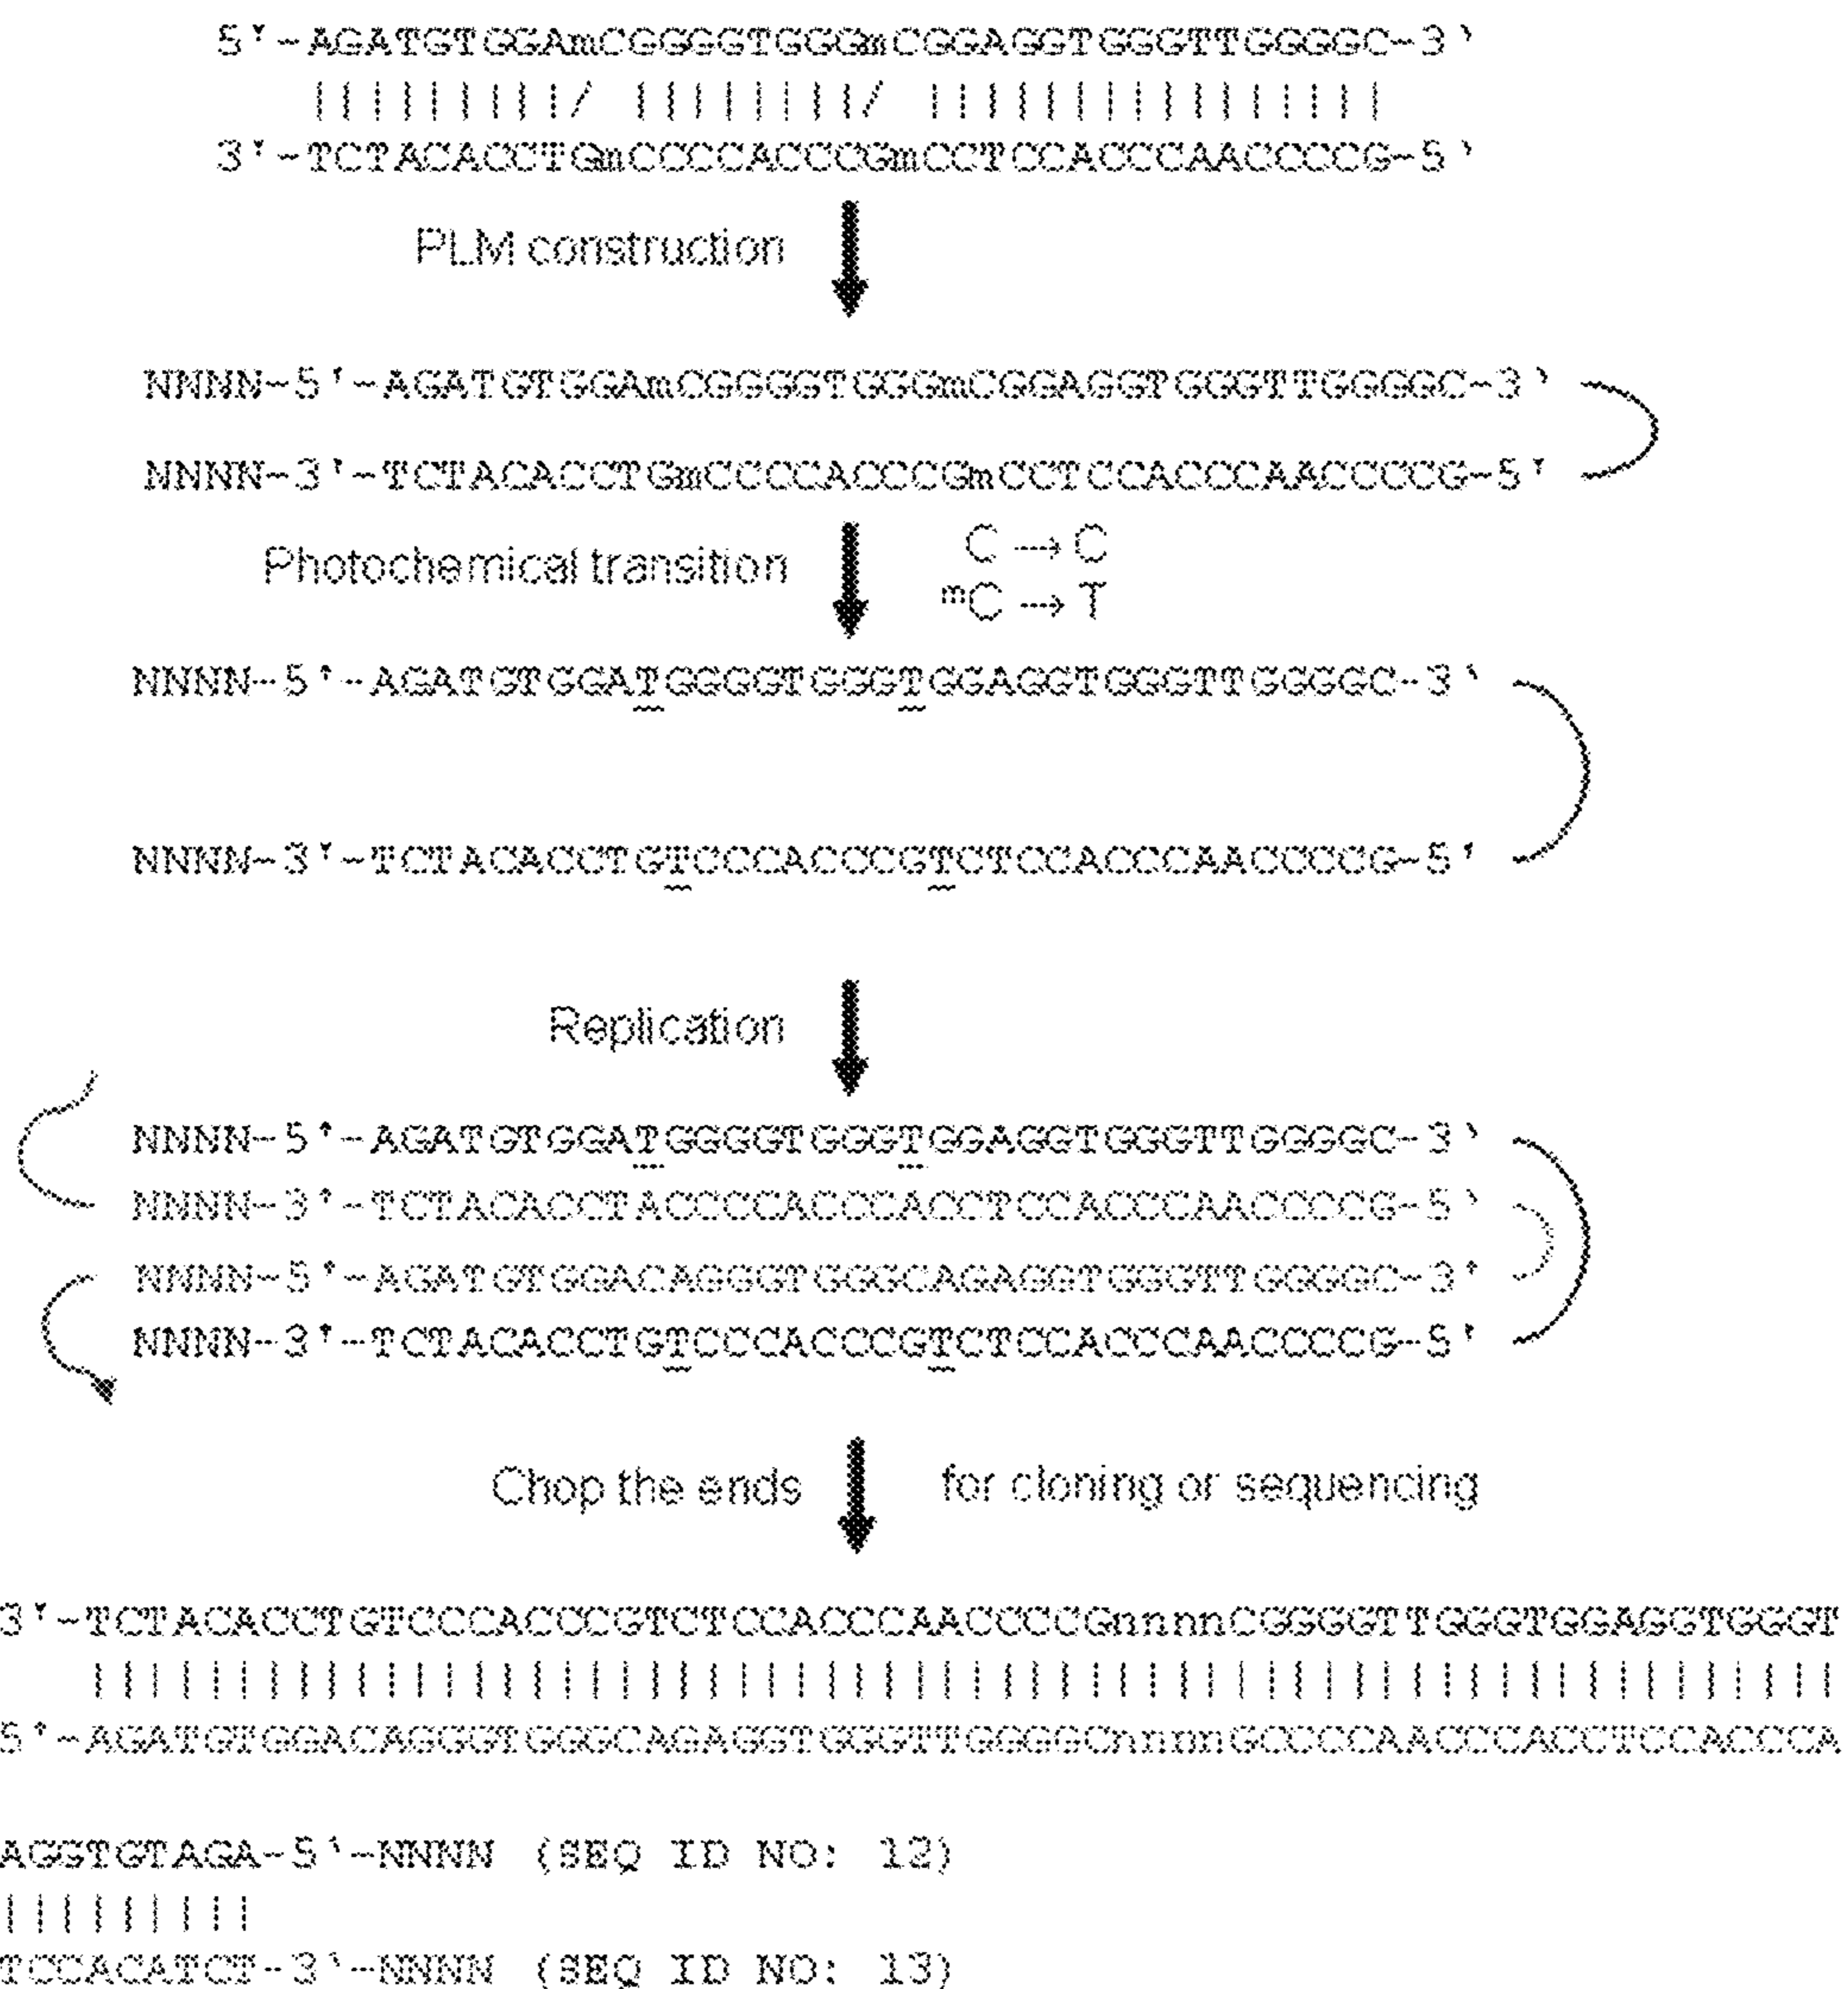 5'-AGATGTGGAmCGGGGTGGGmCGGAGGTGGGTTGGGGC-3'
3'-TCTACACCTGmCCCCACCCGmCCTCCACCCAACCCCG-5'
PLM construction
NNNN-5'-AGATGTGGAmCGGGGTGGGmCGGAGGTGGGTTGGGGC-3'
NNNN-3'-TCTACACCTGmCCCCACCCGmCCTCCACCCAACCCCG-5'
Photochemical transition
C → C
mC → T
NNNN-5'-AGATGTGGATGGGGTGGGTGGAGGTGGGTTGGGGC-3'
NNNN-3'-TCTACACCTGTCCCACCCGTCTCCACCCAACCCCG-5'
Replication
NNNN-5'-AGATGTGGATGGGGTGGGTGGAGGTGGGTTGGGGC-3'
NNNN-3'-TCTACACCTACCCCACCCACCTCCACCCAACCCCG-5'
NNNN-5'-AGATGTGGACAGGGTGGGCAGAGGTGGGTTGGGGC-3'
NNNN-3'-TCTACACCTGTCCCACCCGTCTCCACCCAACCCCG-5'
Chop the ends for cloning or sequencing
3'-TCTACACCTGTCCCACCCGTCTCCACCCAACCCCGnnnnCGGGGTTGGGTGGAGGTGGGT
5'-AGATGTGGACAGGGTGGGCAGAGGTGGGTTGGGGCnnnnGCCCCAACCCACCTCCACCCA
AGGTGTAGA-5'-NNNN (SEQ ID NO: 12)
TCCACATCT-3'-NNNN (SEQ ID NO: 13)